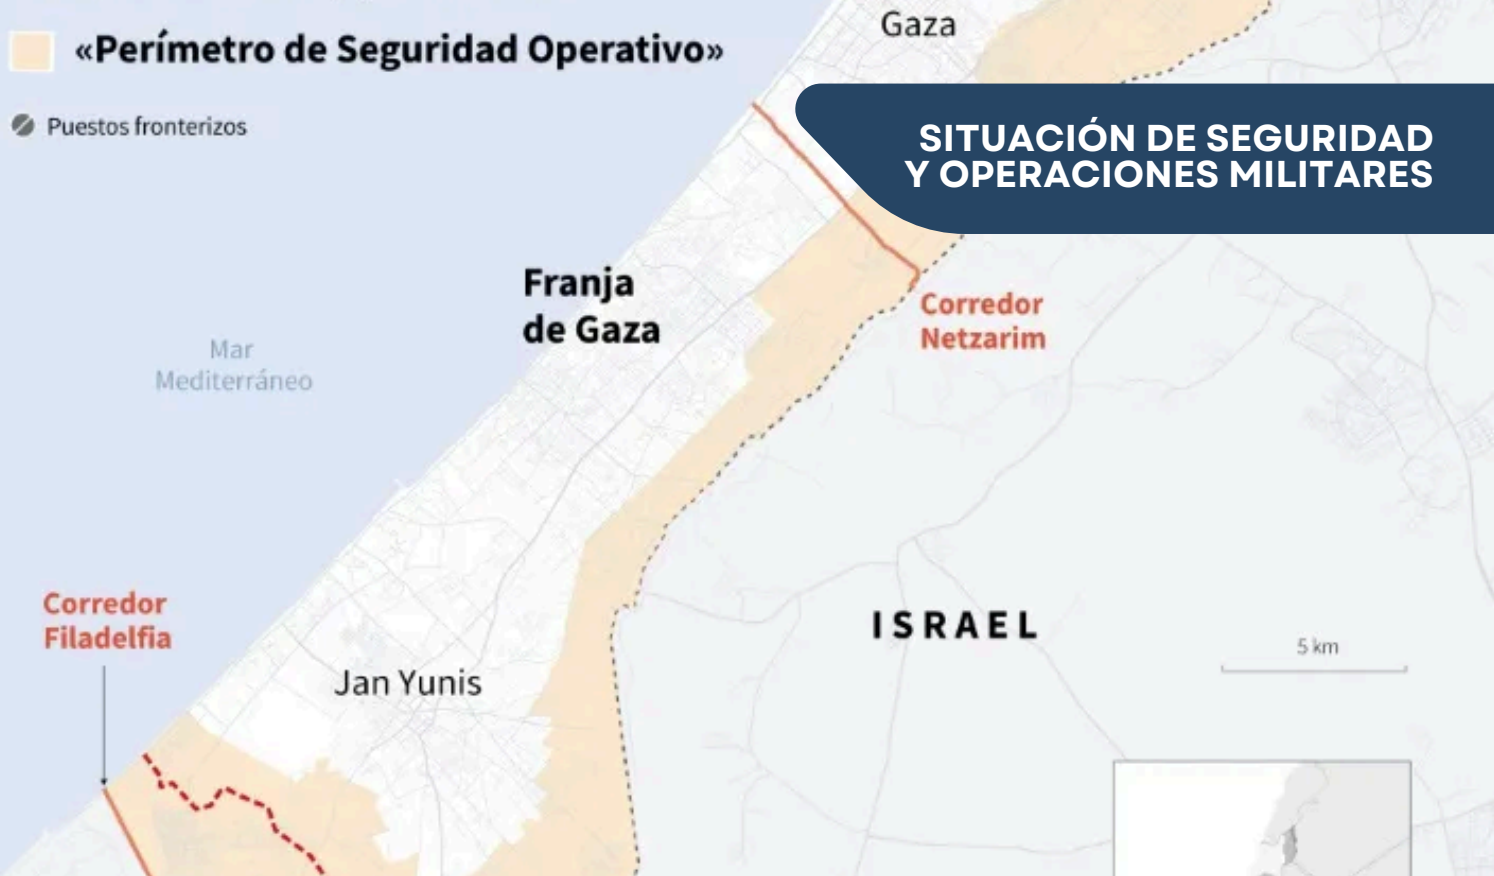 Gaza
«Perímetro de Seguridad Operativo»
Puestos fronterizos
SITUACIÓN DE SEGURIDAD
Y OPERACIONES MILITARES
Franja
de Gaza
Corredor
Netzarim
Mar
Mediterráneo
Corredor
Filadelfia
ISRAEL
5 km
Jan Yunis